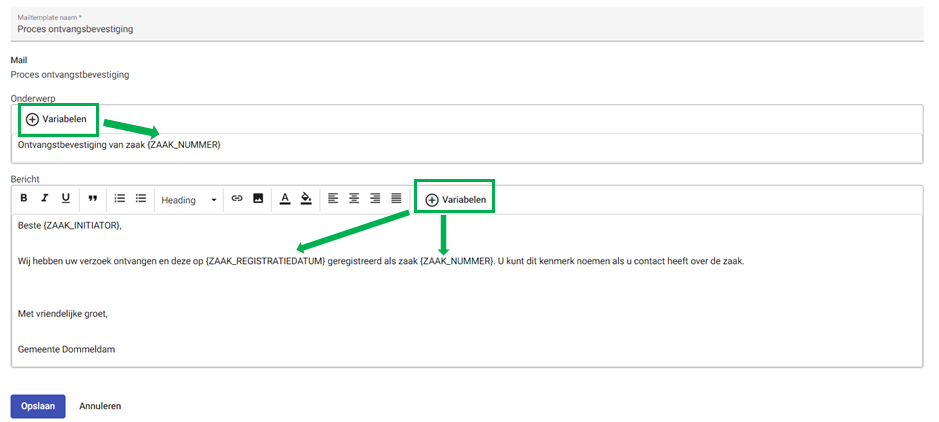 Mailtemplate naam *
Proces ontvangsbevestiging
Mail
Proces ontvangstbevestiging
Onderwerp
Variabelen
Ontvangstbevestiging van zaak {ZAAK_NUMMER}
Bericht
B I U Heading A Variabelen
Beste {ZAAK_INITIATOR},
Wij hebben uw verzoek ontvangen en deze op {ZAAK_REGISTRATIEDATUM} geregistreerd als zaak {ZAAK_NUMMER}. U kunt dit kenmerk noemen als u contact heeft over de zaak.
Met vriendelijke groet,
Gemeente Dommeldam
Opslaan Annuleren